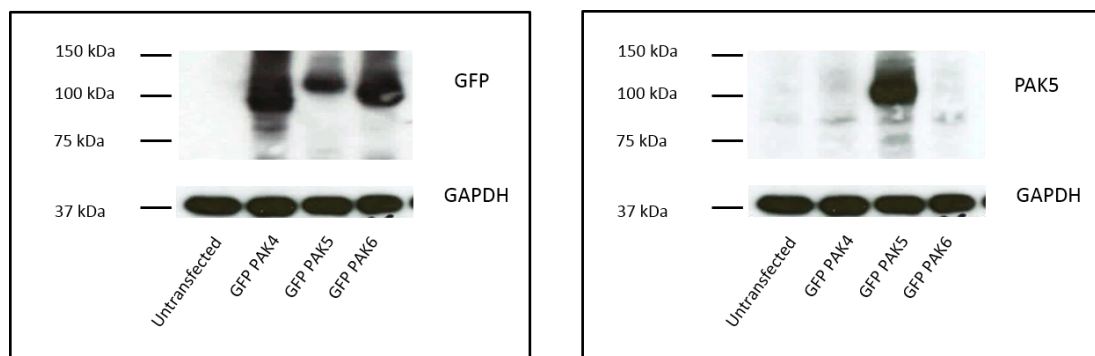 150 kDa
GFP
100 kDa
75 kDa
GAPDH
37 kDa
Untransfected
GFP PAK4
GFP PAK5
GFP PAK6
150 kDa
PAK5
100 kDa
75 kDa
GAPDH
37 kDa
Untransfected
GFP PAK4
GFP PAK5
GFP PAK6